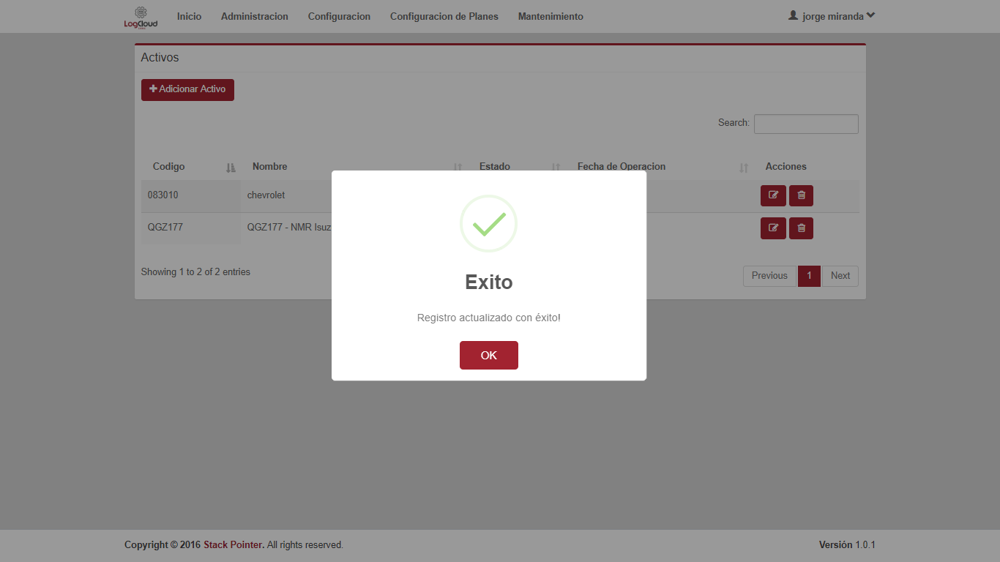 LogCloud
Inicio Administracion Configuracion Configuracion de Planes Mantenimiento jorge miranda
Activos
Adicionar Activo
Search:
Codigo Nombre Estado Fecha de Operacion Acciones
083010 chevrolet
QGZ177 QGZ177 - NMR Isuz
Showing 1 to 2 of 2 entries
Previous 1 Next
Exito
Registro actualizado con éxito!
OK
Copyright © 2016 Stack Pointer. All rights reserved.
Versión 1.0.1